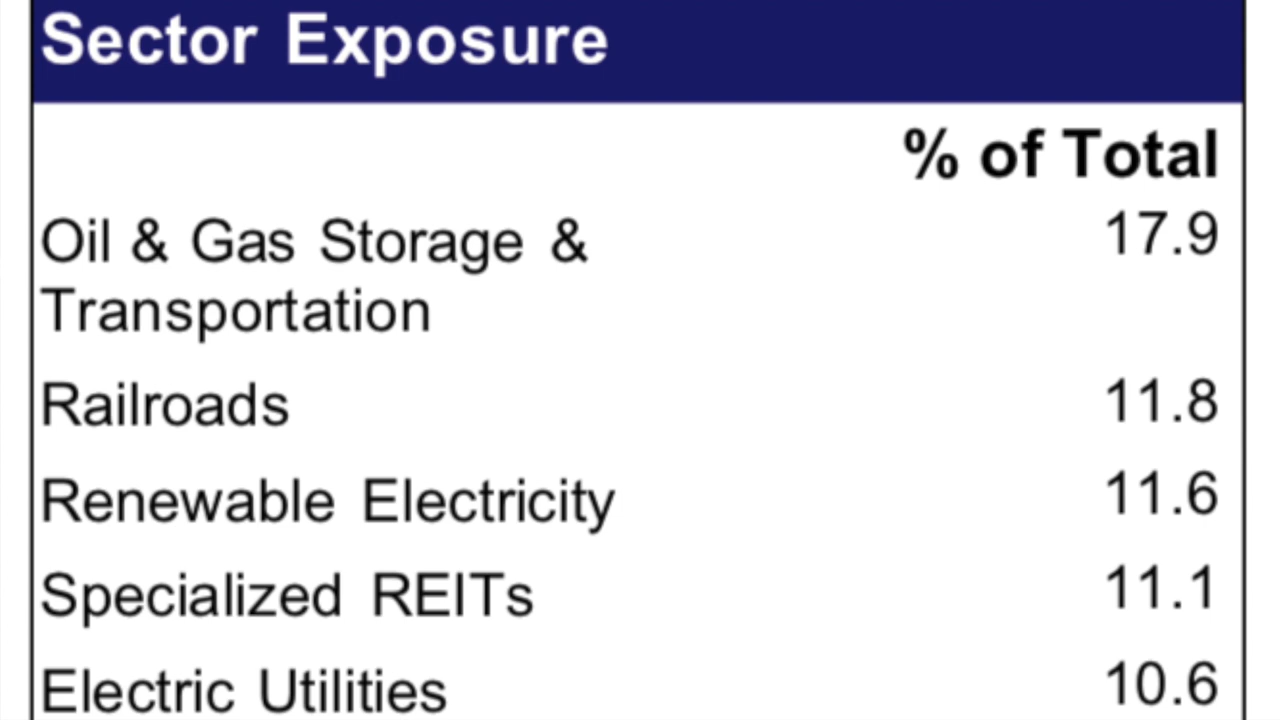 Sector Exposure
% of Total
Oil & Gas Storage & 17.9
Transportation
Railroads 11.8
Renewable Electricity 11.6
Specialized REITs 11.1
Electric Utilities 10.6